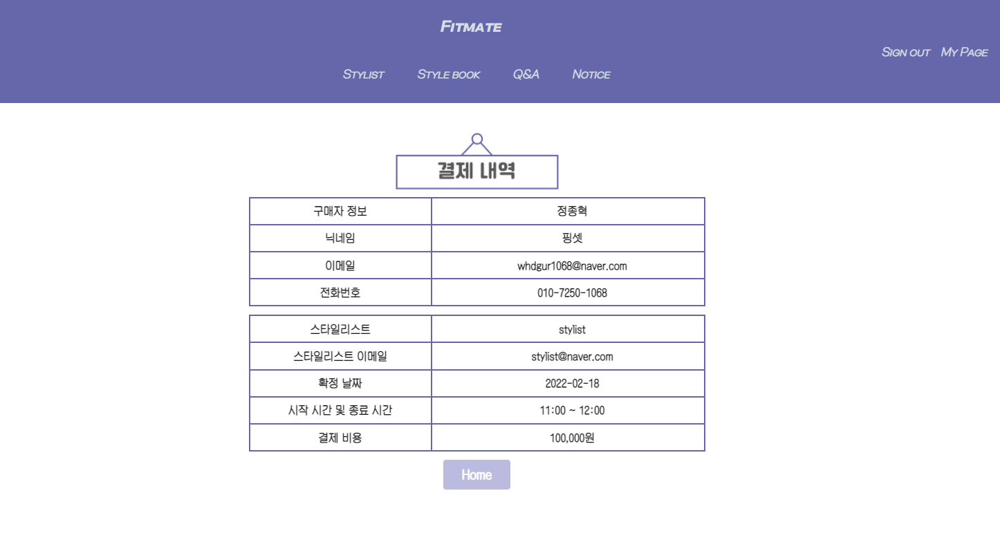 FITMATE
SIGN OUT MY PAGE
STYLIST STYLE BOOK Q&A NOTICE
결제 내역
구매자 정보 정종혁
닉네임 핑셋
이메일 whdgur1068@naver.com
전화번호 010-7250-1068
스타일리스트 stylist
스타일리스트 이메일 stylist@naver.com
확정 날짜 2022-02-18
시작 시간 및 종료 시간 11:00 ~ 12:00
결제 비용 100,000원
Home